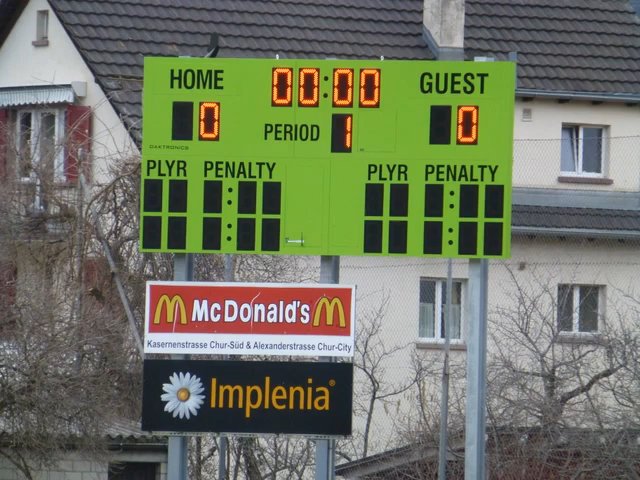 HOME 00:00 GUEST
0 PERIOD 1 0
DAKTRONICS
PLYR PENALTY PLYR PENALTY
McDonald's
Kasernenstrasse Chur-Süd & Alexanderstrasse Chur-City
Implenia®